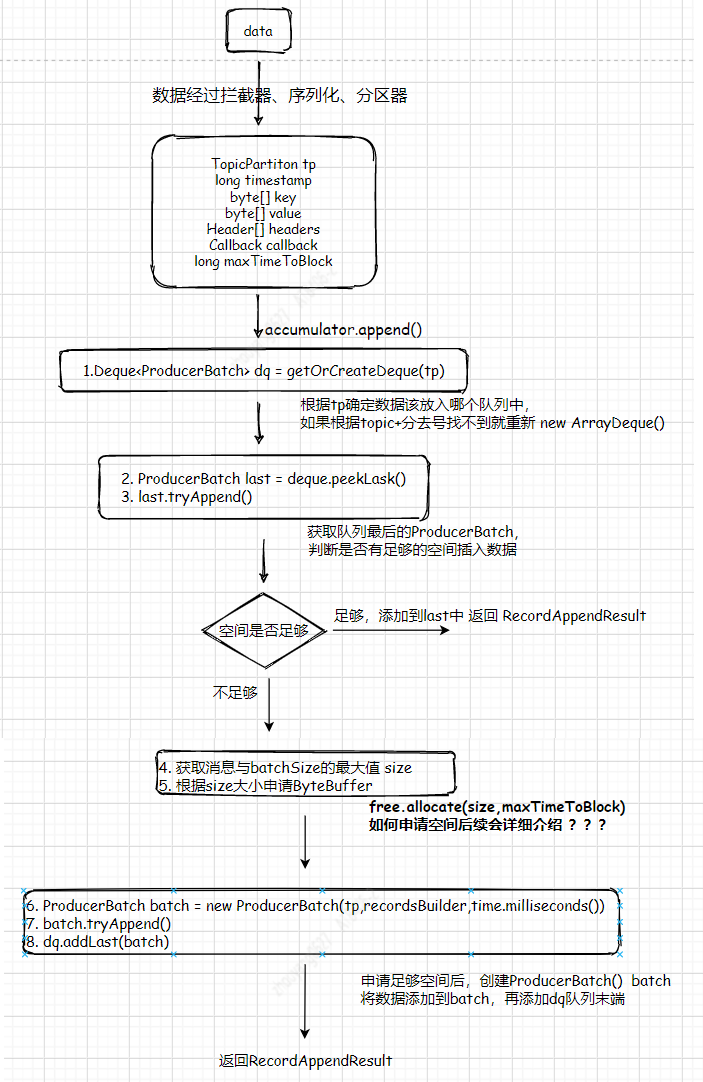 data
数据经过拦截器、序列化、分区器
TopicPartiton tp
long timestamp
byte[] key
byte[] value
Header[] headers
Callback callback
long maxTimeToBlock
accumulator.append()
1.Deque<ProducerBatch> dq = getOrCreateDeque(tp)
根据tp确定数据该放入哪个队列中,
如果根据topic+分去号找不到就重新 new ArrayDeque()
2. ProducerBatch last = deque.peekLask()
3. last.tryAppend()
获取队列最后的ProducerBatch,
判断是否有足够的空间插入数据
空间是否足够
足够，添加到last中 返回 RecordAppendResult
不足够
4. 获取消息与batchSize的最大值 size
5. 根据size大小申请ByteBuffer
free.allocate(size,maxTimeToBlock)
如何申请空间后续会详细介绍 ？？？
6. ProducerBatch batch = new ProducerBatch(tp,recordsBuilder,time.milliseconds())
7. batch.tryAppend()
8. dq.addLast(batch)
申请足够空间后，创建ProducerBatch() batch
将数据添加到batch，再添加dq队列末端
返回RecordAppendResult